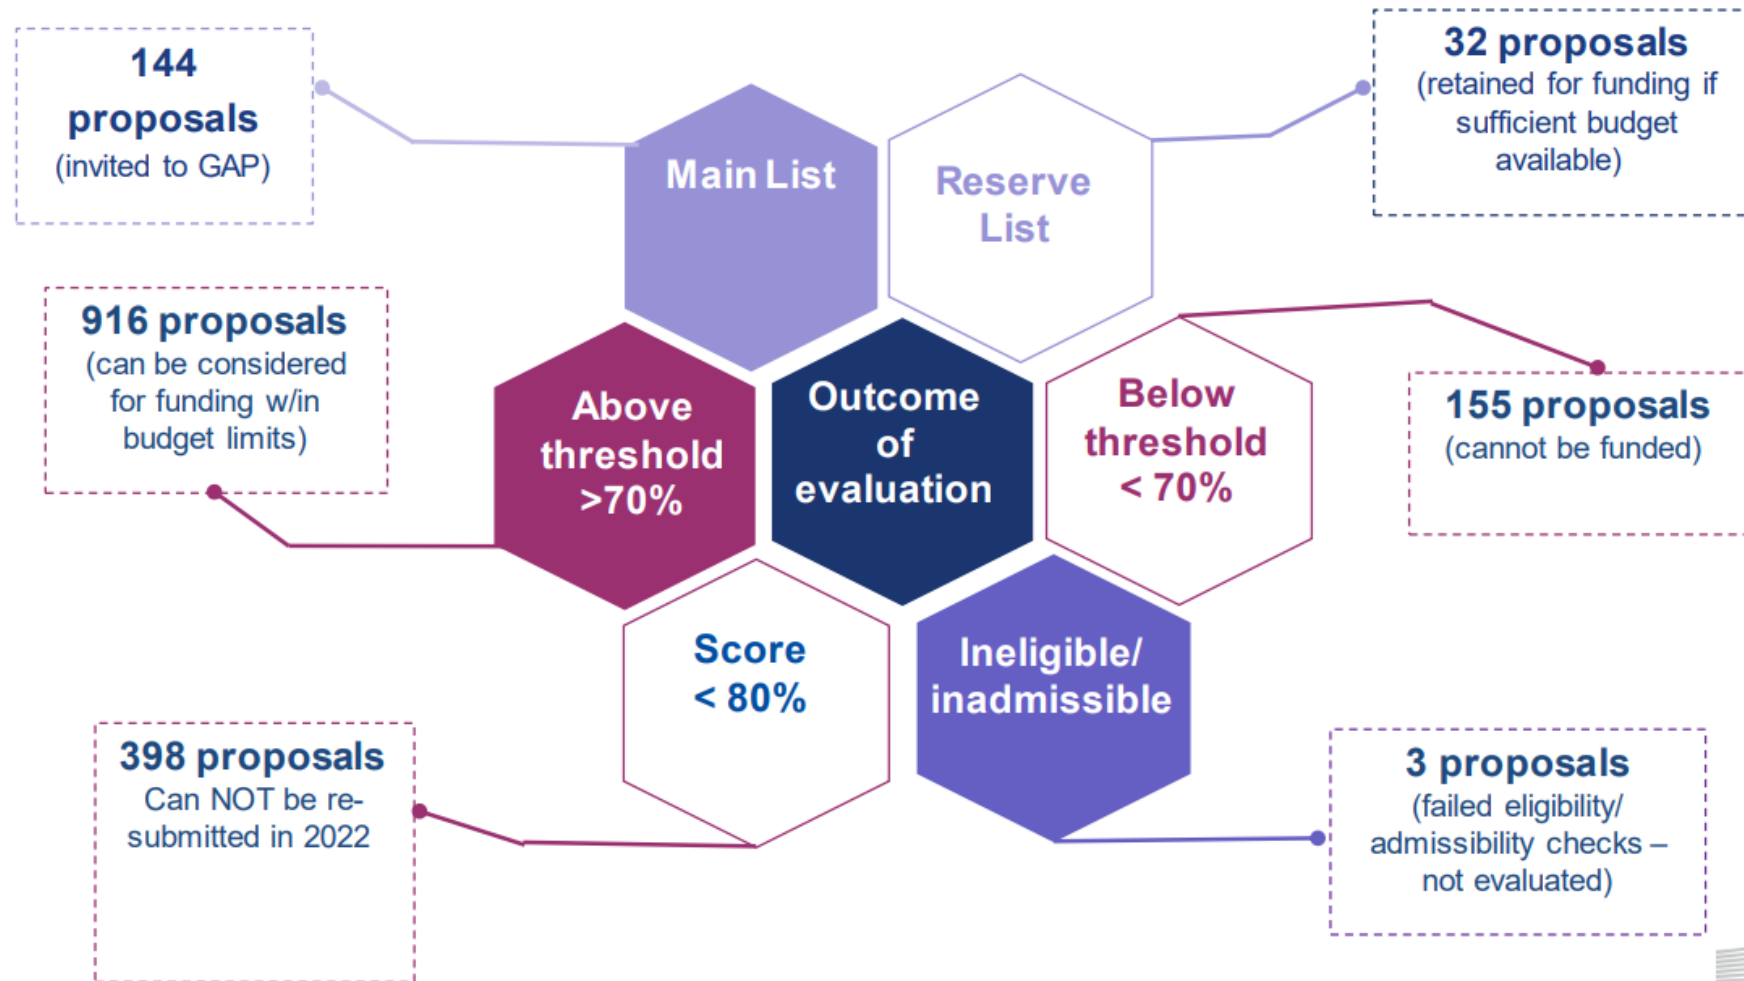 144
proposals
(invited to GAP)
32 proposals
(retained for funding if
sufficient budget
available)
Main List
Reserve
List
916 proposals
(can be considered
for funding w/in
budget limits)
Above
threshold
>70%
Outcome
of
evaluation
Below
threshold
< 70%
155 proposals
(cannot be funded)
Score
< 80%
Ineligible/
inadmissible
398 proposals
Can NOT be re-
submitted in 2022
3 proposals
(failed eligibility/
admissibility checks –
not evaluated)